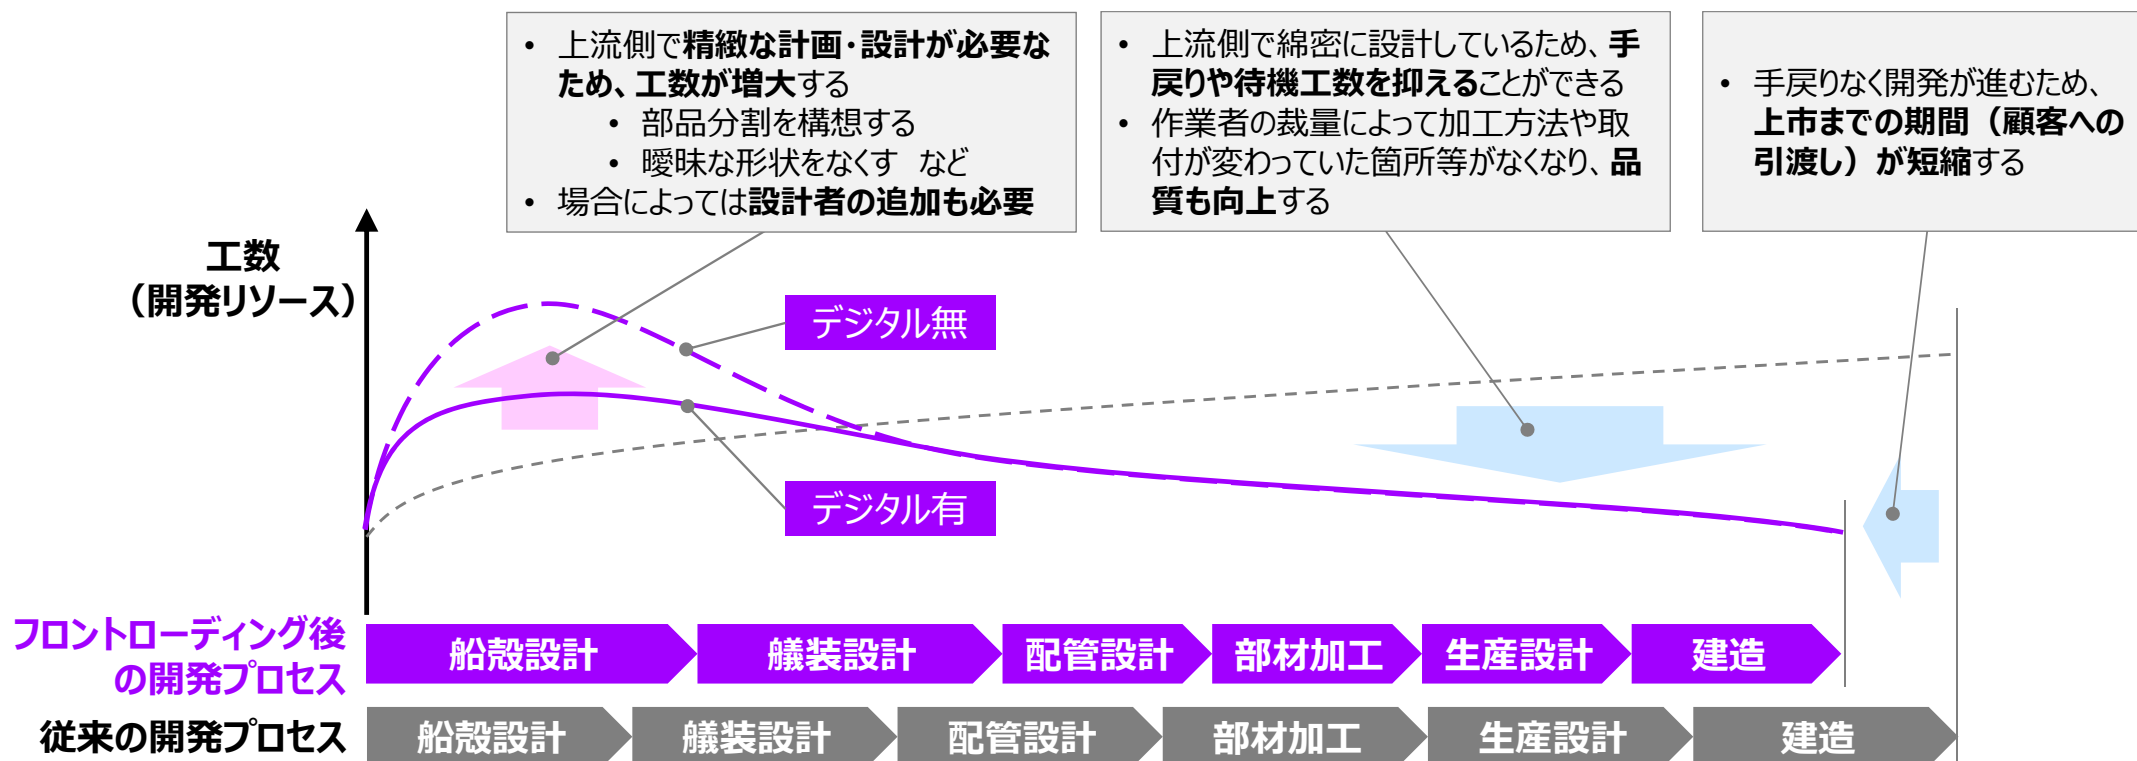 • 上流側で精緻な計画・設計が必要な
ため、工数が増大する
• 部品分割を構想する
• 曖昧な形状をなくす など
• 場合によっては設計者の追加も必要
• 上流側で綿密に設計しているため、手
戻りや待機工数を抑えることができる
• 作業者の裁量によって加工方法や取
付が変わっていた箇所等がなくなり、品
質も向上する
• 手戻りなく開発が進むため、
上市までの期間（顧客への
引渡し）が短縮する
工数
（開発リソース）
デジタル無
デジタル有
フロントローディング後
の開発プロセス
船殻設計 艤装設計 配管設計 部材加工 生産設計 建造
従来の開発プロセス
船殻設計 艤装設計 配管設計 部材加工 生産設計 建造